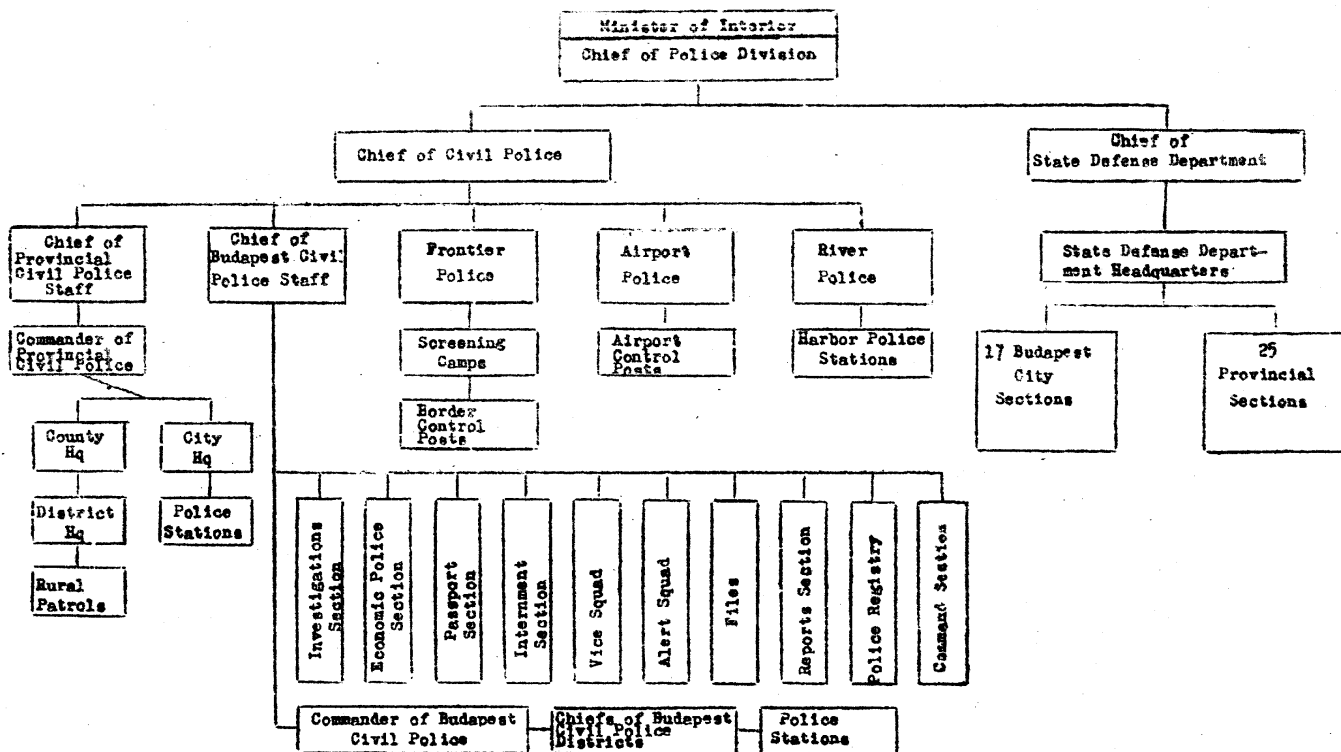 Minister of Interior
Chief of Police Division
Chief of Civil Police
Chief of
State Defense Department
Chief of
Provincial
Civil Police
Staff
Chief of
Budapest Civil
Police Staff
Frontier
Police
Airport
Police
River
Police
State Defense Depart-
ment Headquarters
Commander of
Provincial
Civil Police
Screening
Camps
Airport
Control
Posts
Harbor Police
Stations
17 Budapest
City
Sections
25
Provincial
Sections
Border
Control
Posts
County
Hq
City
Hq
District
Hq
Police
Stations
Rural
Patrols
Investigations
Section
Economic Police
Section
Passport
Section
Internment
Section
Vice Squad
Alert Squad
Files
Reports Section
Police Registry
Command Section
Commander of Budapest
Civil Police
Chiefs of Budapest
Civil Police
Districts
Police
Stations